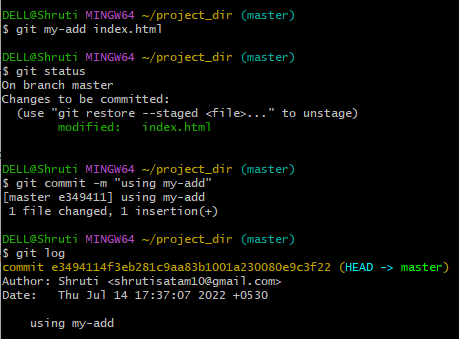 DELL@Shruti MINGW64 ~/project_dir (master)
$ git my-add index.html
DELL@Shruti MINGW64 ~/project_dir (master)
$ git status
On branch master
Changes to be committed:
  (use "git restore --staged <file>..." to unstage)
        modified:   index.html
DELL@Shruti MINGW64 ~/project_dir (master)
$ git commit -m "using my-add"
[master e349411] using my-add
 1 file changed, 1 insertion(+)
DELL@Shruti MINGW64 ~/project_dir (master)
$ git log
commit e3494114f3eb281c9aa83b1001a230080e9c3f22 (HEAD -> master)
Author: Shruti <shrutisatam10@gmail.com>
Date:   Thu Jul 14 17:37:07 2022 +0530
    using my-add